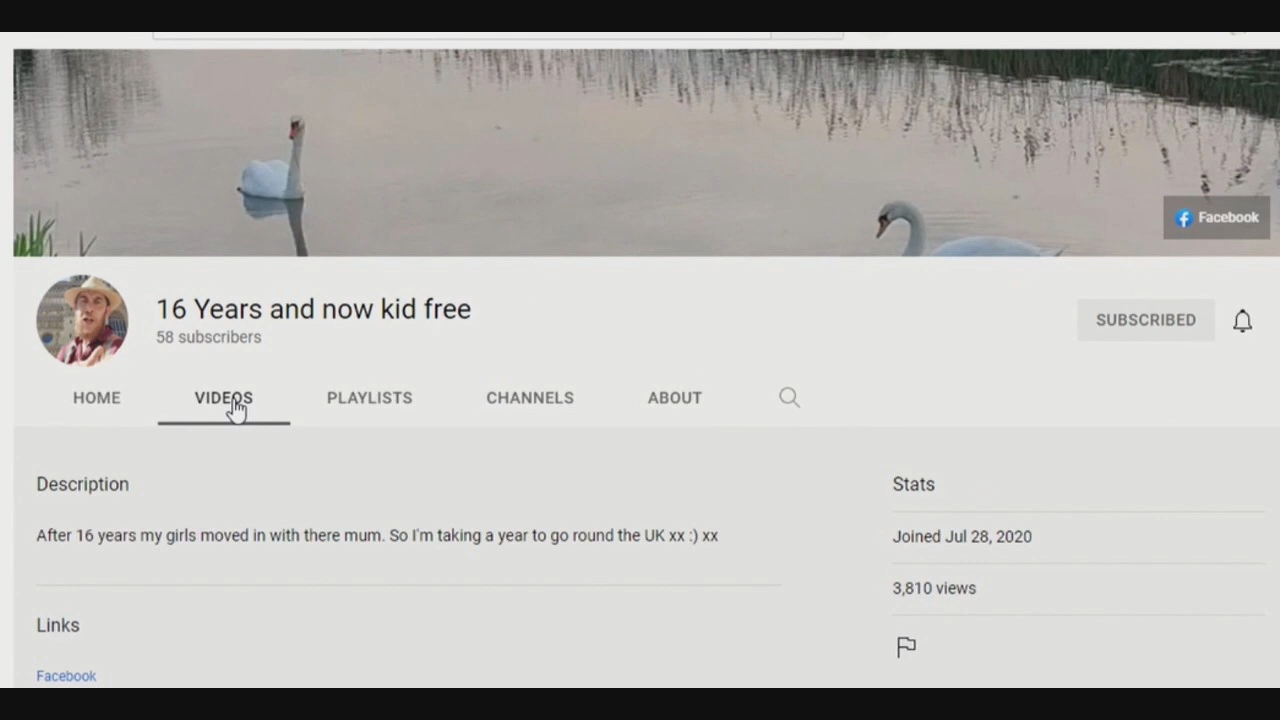 Facebook
16 Years and now kid free
58 subscribers
SUBSCRIBED
HOME VIDEOS PLAYLISTS CHANNELS ABOUT
Description
After 16 years my girls moved in with there mum. So I'm taking a year to go round the UK xx :) xx
Links
Facebook
Stats
Joined Jul 28, 2020
3,810 views